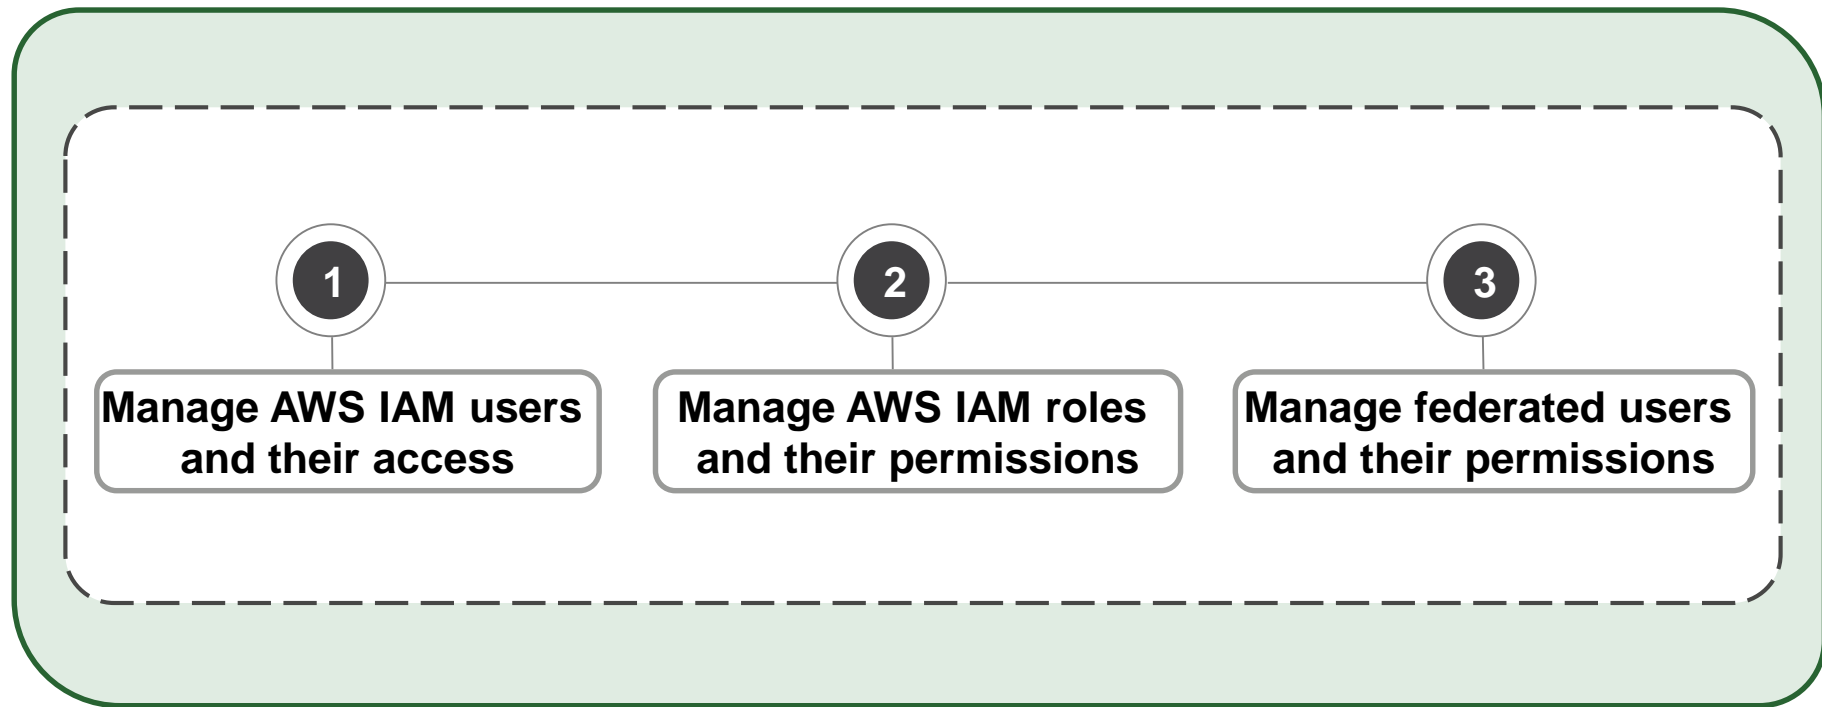 1
2
3
Manage AWS IAM users
and their access
Manage AWS IAM roles
and their permissions
Manage federated users
and their permissions